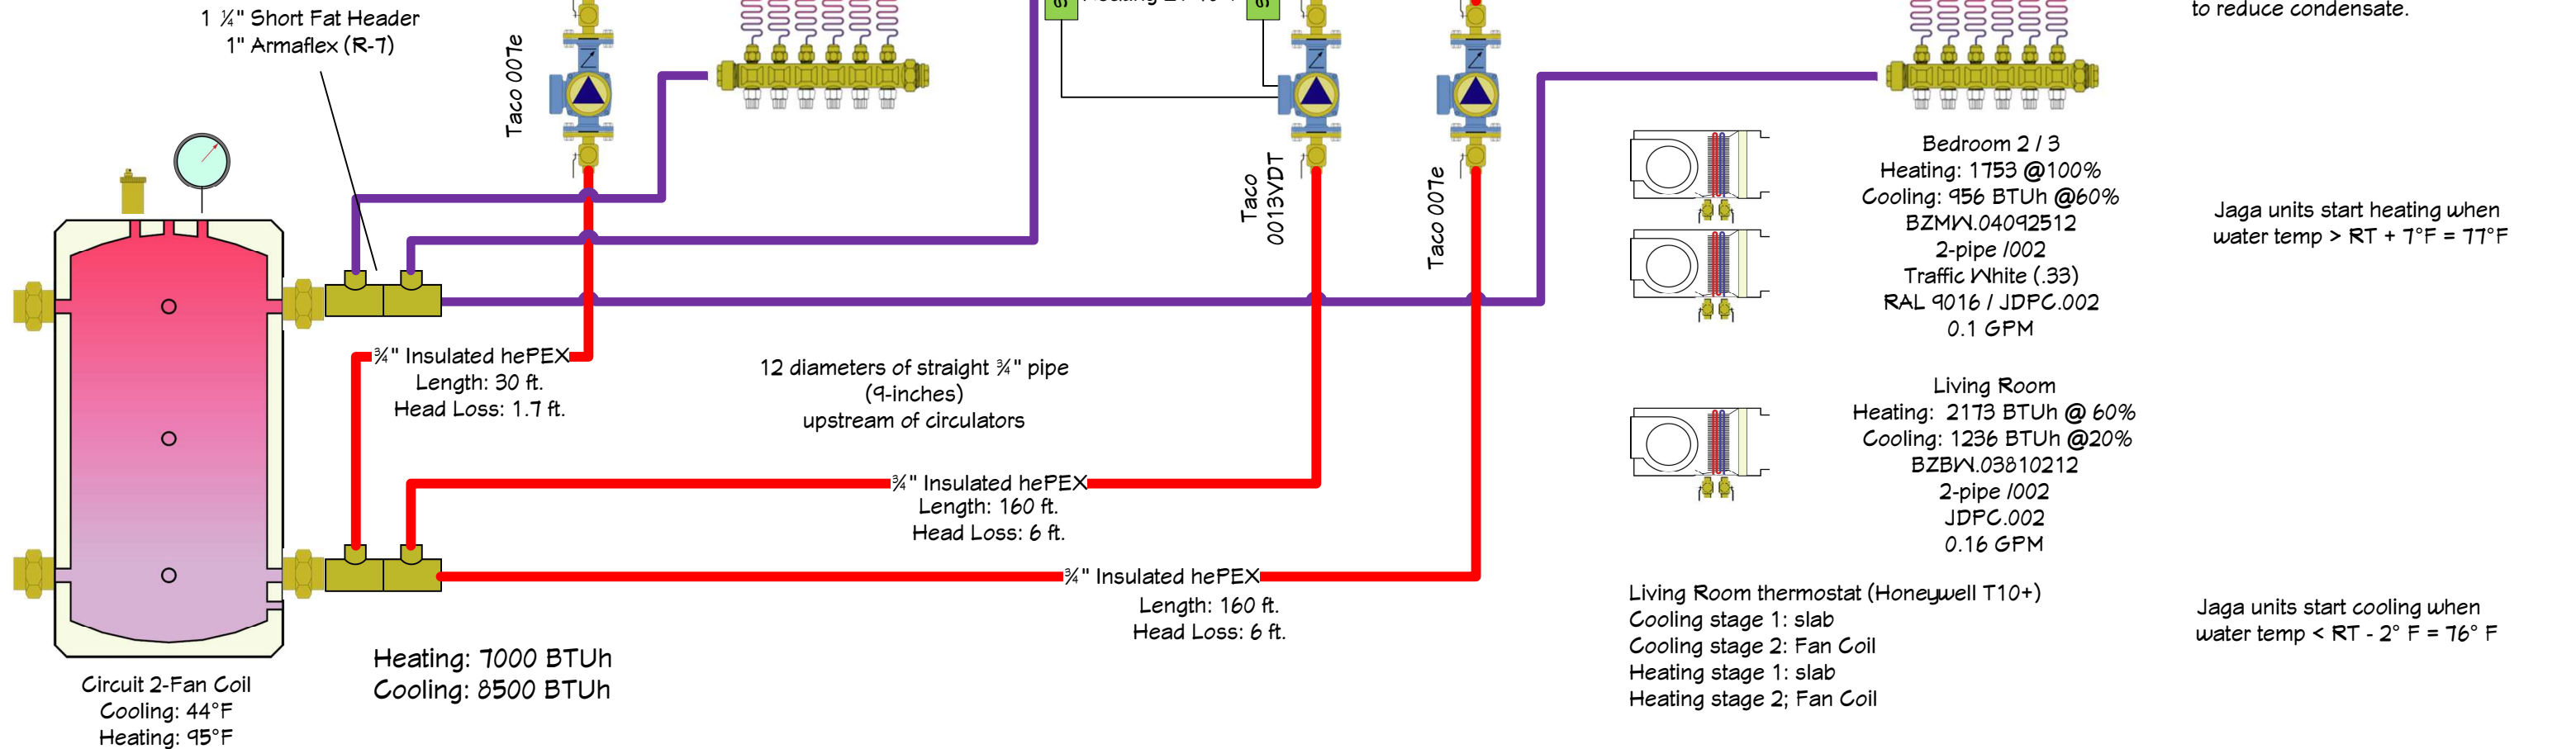 1 ¼" Short Fat Header
1" Armaflex (R-7)
Taco 007e
to reduce condensate.
Taco
0013VDT
Taco 007e
Bedroom 2 / 3
Heating: 1753 @100%
Cooling: 956 BTUh @60%
BZMW.04092512
2-pipe /002
Traffic White (.33)
RAL 9016 / JDPC.002
0.1 GPM
Jaga units start heating when
water temp > RT + 7°F = 77°F
¾" Insulated hePEX
Length: 30 ft.
Head Loss: 1.7 ft.
12 diameters of straight ¾" pipe
(9-inches)
upstream of circulators
Living Room
Heating: 2173 BTUh @ 60%
Cooling: 1236 BTUh @20%
BZBW.03810212
2-pipe /002
JDPC.002
0.16 GPM
¾" Insulated hePEX
Length: 160 ft.
Head Loss: 6 ft.
¾" Insulated hePEX
Length: 160 ft.
Head Loss: 6 ft.
Living Room thermostat (Honeywell T10+)
Cooling stage 1: slab
Cooling stage 2: Fan Coil
Heating stage 1: slab
Heating stage 2; Fan Coil
Jaga units start cooling when
water temp < RT - 2° F = 76° F
Heating: 7000 BTUh
Cooling: 8500 BTUh
Circuit 2-Fan Coil
Cooling: 44°F
Heating: 95°F